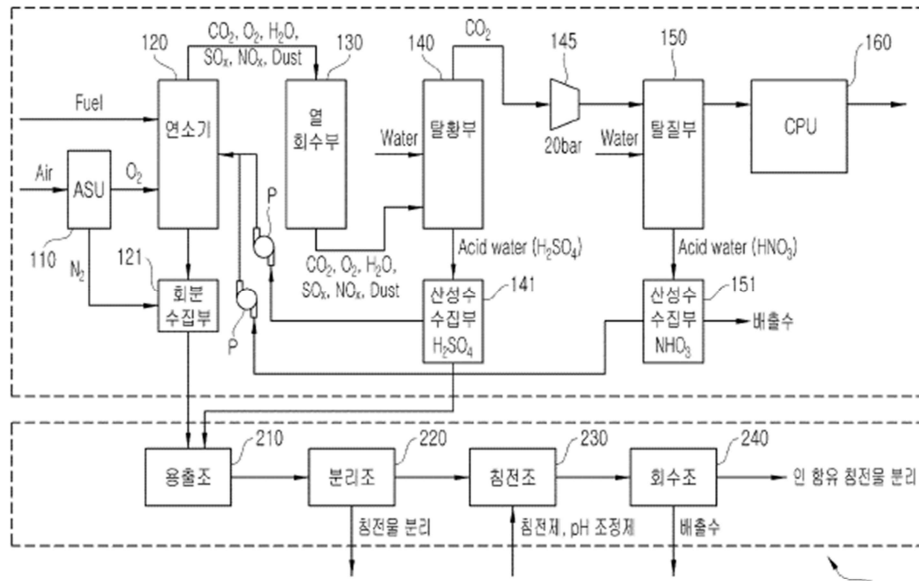 120
CO₂, O₂, H₂O,
SOₓ, NOₓ, Dust
130
140
CO₂
145
150
160
Fuel
연소기
열
회수부
탈황부
탈질부
CPU
Water
20bar
Water
Air
ASU
O₂
P
110
N₂
121
회분
수집부
P
CO₂, O₂, H₂O,
SOₓ, NOₓ, Dust
Acid water (H₂SO₄)
산성수
수집부
H₂SO₄
141
Acid water (HNO₃)
산성수
수집부
NHO₃
151
배출수
용출조
210
분리조
220
침전조
230
회수조
240
인 함유 침전물 분리
침전물 분리
침전제, pH 조정제
배출수